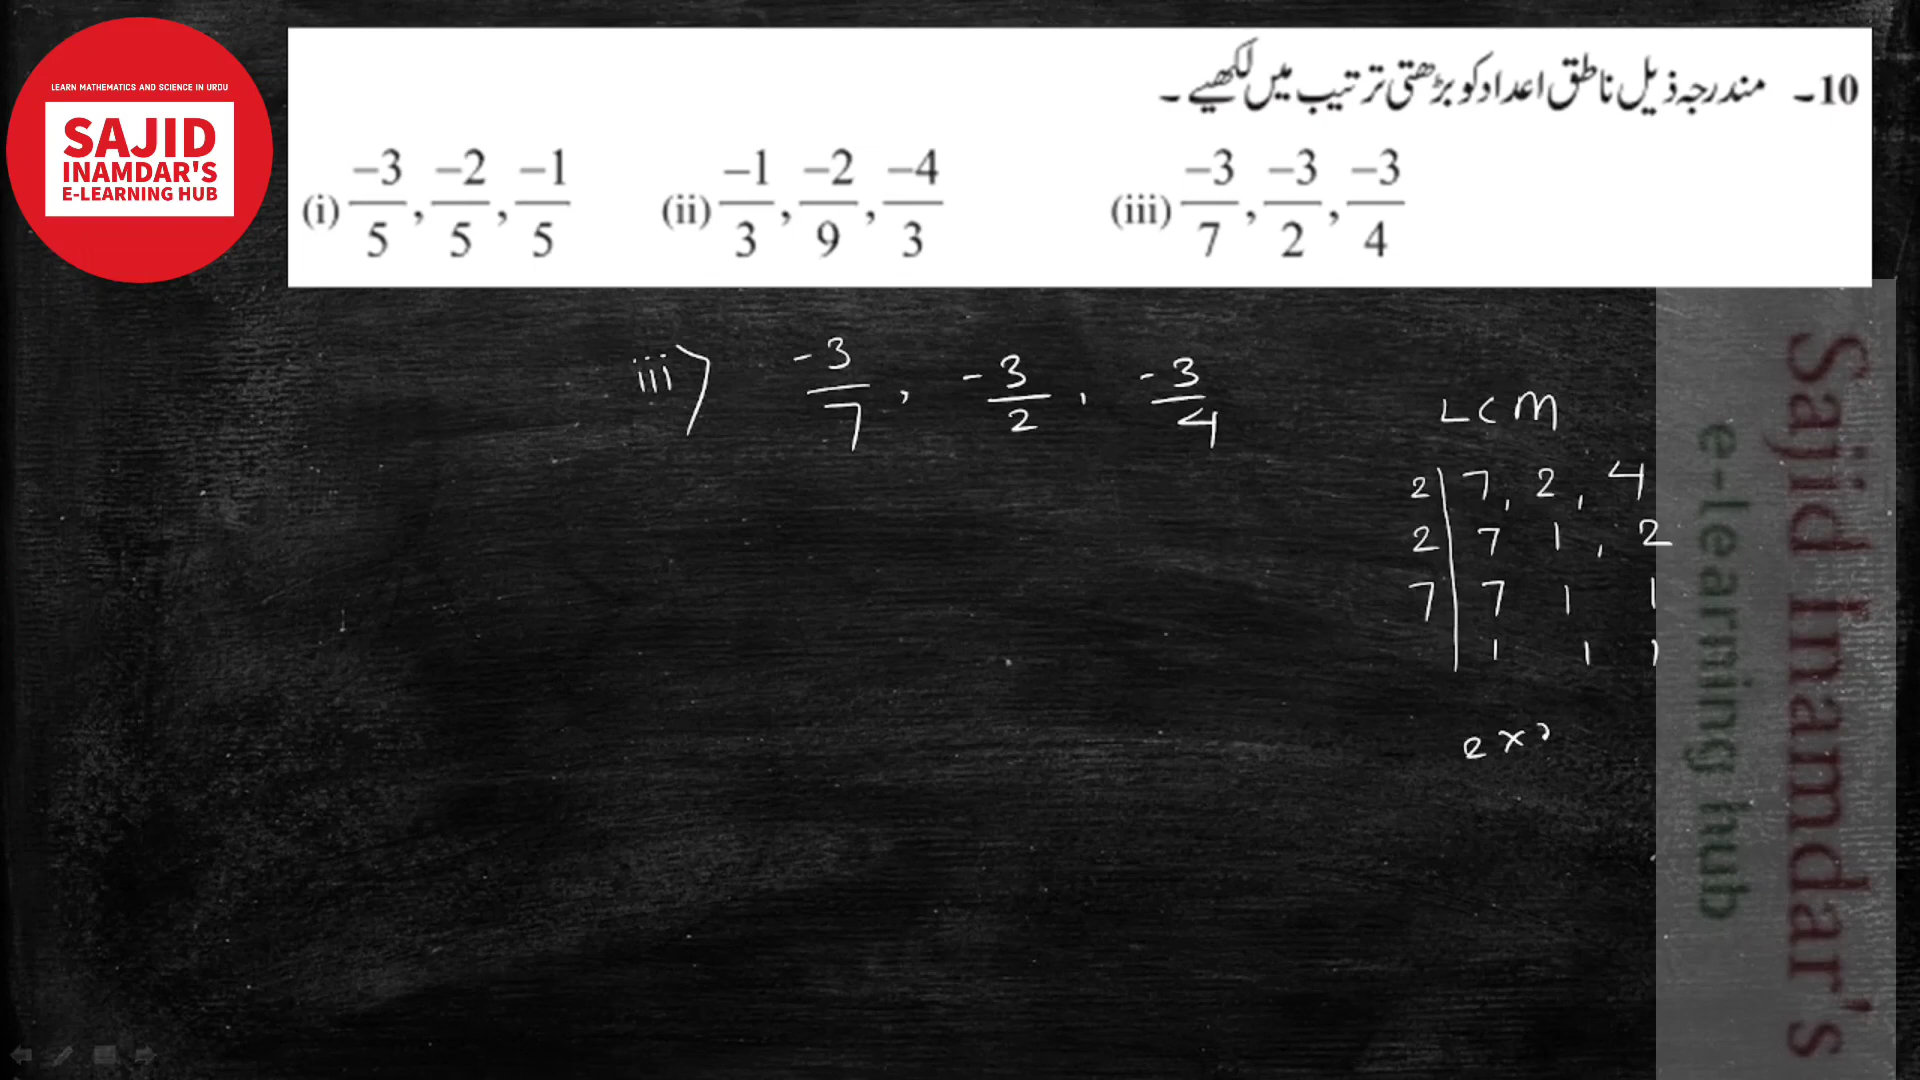 LEARN MATHEMATICS AND SCIENCE IN URDU
SAJID
INAMDAR'S
E-LEARNING HUB
10۔ مندرجہ ذیل ناطق اعداد کو بڑھتی ترتیب میں لکھیے ۔
(i) −3/5 , −2/5 , −1/5 (ii) −1/3 , −2/9 , −4/3 (iii) −3/7 , −3/2 , −3/4
iii) -3/7 , -3/2 , -3/4
LCM
2 | 7, 2, 4
2 | 7 1, 2
7 | 7 1 1
| 1 1 1
2 ×
Sajid Inamdar's
e-learning hub